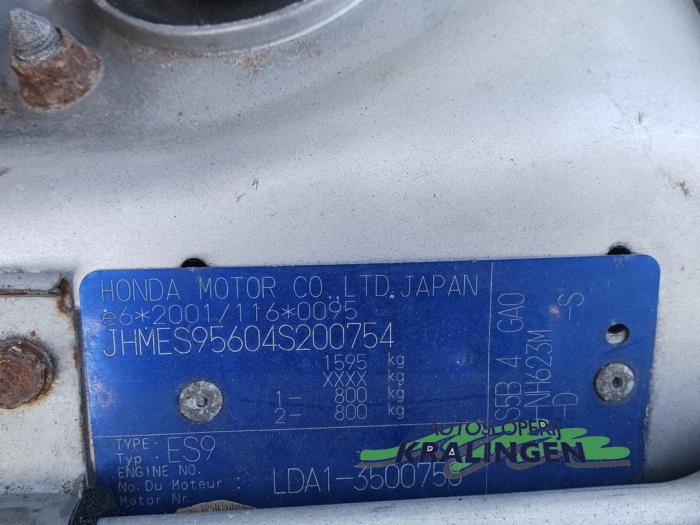 HONDA MOTOR CO.,LTD.JAPAN
e6*2001/116*0095
JHMES95604S200754
1595 kg
XXXX kg
1- 800 kg
2- 800 kg
TYPE:
Typ : ES9
ENGINE NO.
No. Du Moteur : LDA1-3500758
Motor Nr.
S5B 4 GA0
NH623M -S
-D
AUTOSLOPERIJ
KRALINGEN